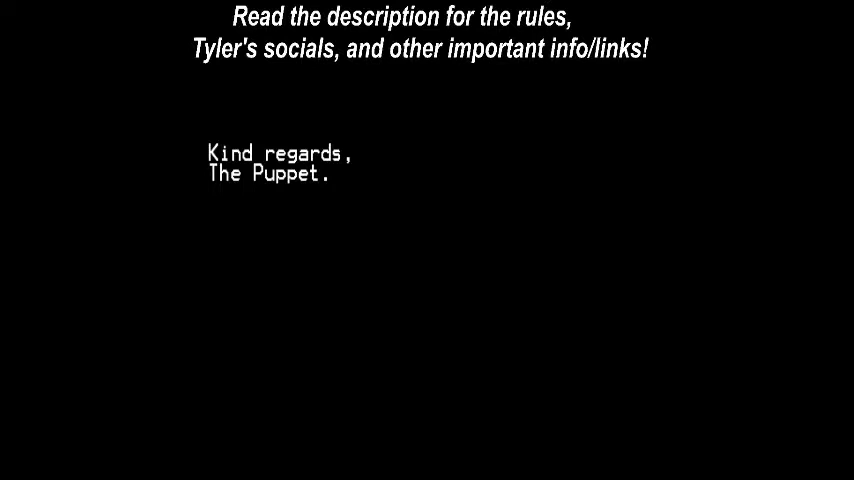 Read the description for the rules,
Tyler's socials, and other important info/links!
Kind regards,
The Puppet.